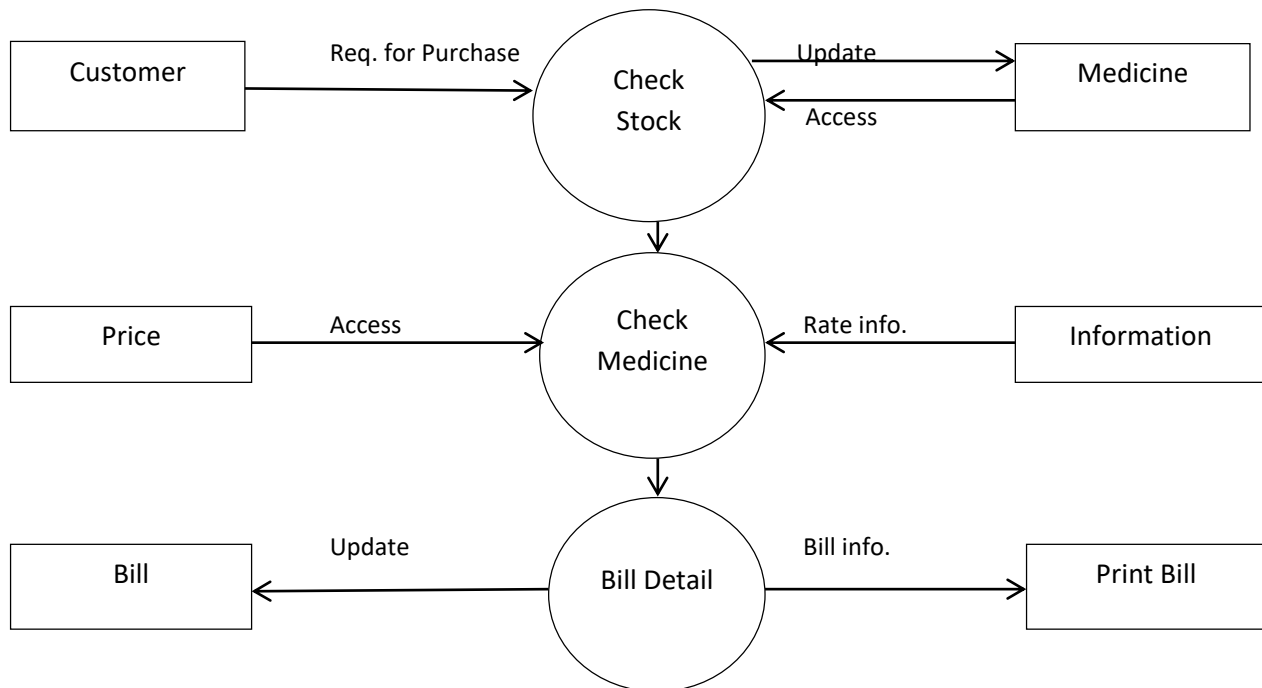 Customer
Req. for Purchase
Check
Stock
Update
Access
Medicine
Price
Access
Check
Medicine
Rate info.
Information
Bill
Update
Bill Detail
Bill info.
Print Bill